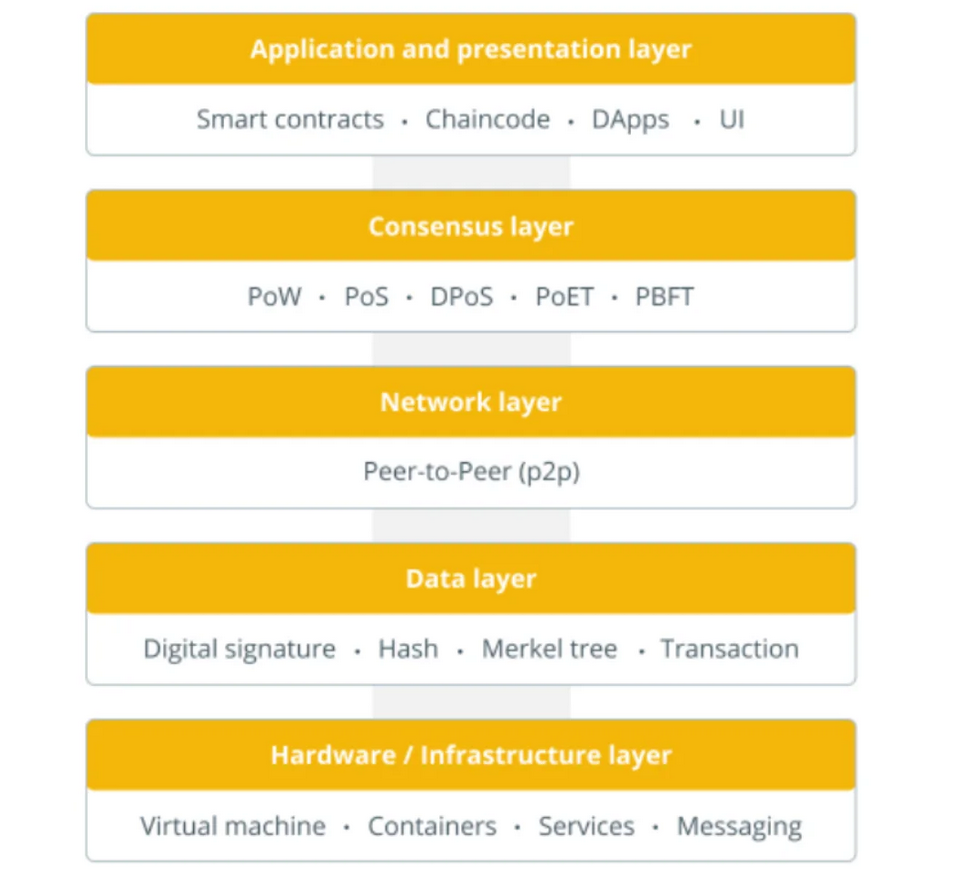 Application and presentation layer
Smart contracts · Chaincode · DApps · UI
Consensus layer
PoW · PoS · DPoS · PoET · PBFT
Network layer
Peer-to-Peer (p2p)
Data layer
Digital signature · Hash · Merkel tree · Transaction
Hardware / Infrastructure layer
Virtual machine · Containers · Services · Messaging